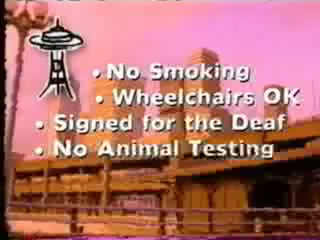 • No Smoking
• Wheelchairs OK
• Signed for the Deaf
• No Animal Testing